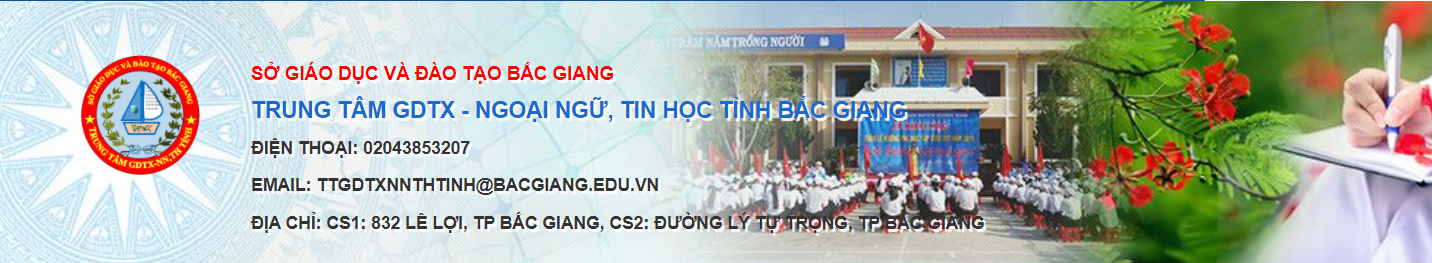 SỞ GIÁO DỤC VÀ ĐÀO TẠO BẮC GIANG
TRUNG TÂM GDTX - NGOẠI NGỮ, TIN HỌC TỈNH BẮC GIANG
ĐIỆN THOẠI: 02043853207
EMAIL: TTGDTXNNTHTINH@BACGIANG.EDU.VN
ĐỊA CHỈ: CS1: 832 LÊ LỢI, TP BẮC GIANG, CS2: ĐƯỜNG LÝ TỰ TRỌNG, TP BẮC GIANG
SỞ GIÁO DỤC VÀ ĐÀO TẠO BẮC GIANG
TRUNG TÂM GDTX-NN,TH TỈNH
TRĂM NĂM TRỒNG NGƯỜI